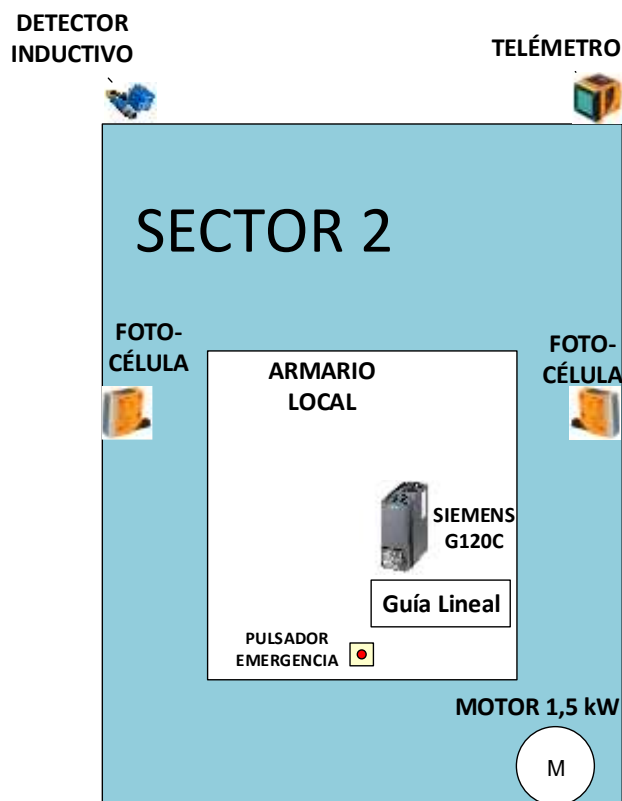 DETECTOR
INDUCTIVO
TELÉMETRO
SECTOR 2
FOTO-
CÉLULA
FOTO-
CÉLULA
ARMARIO
LOCAL
SIEMENS
G120C
Guía Lineal
PULSADOR
EMERGENCIA
MOTOR 1,5 kW
M